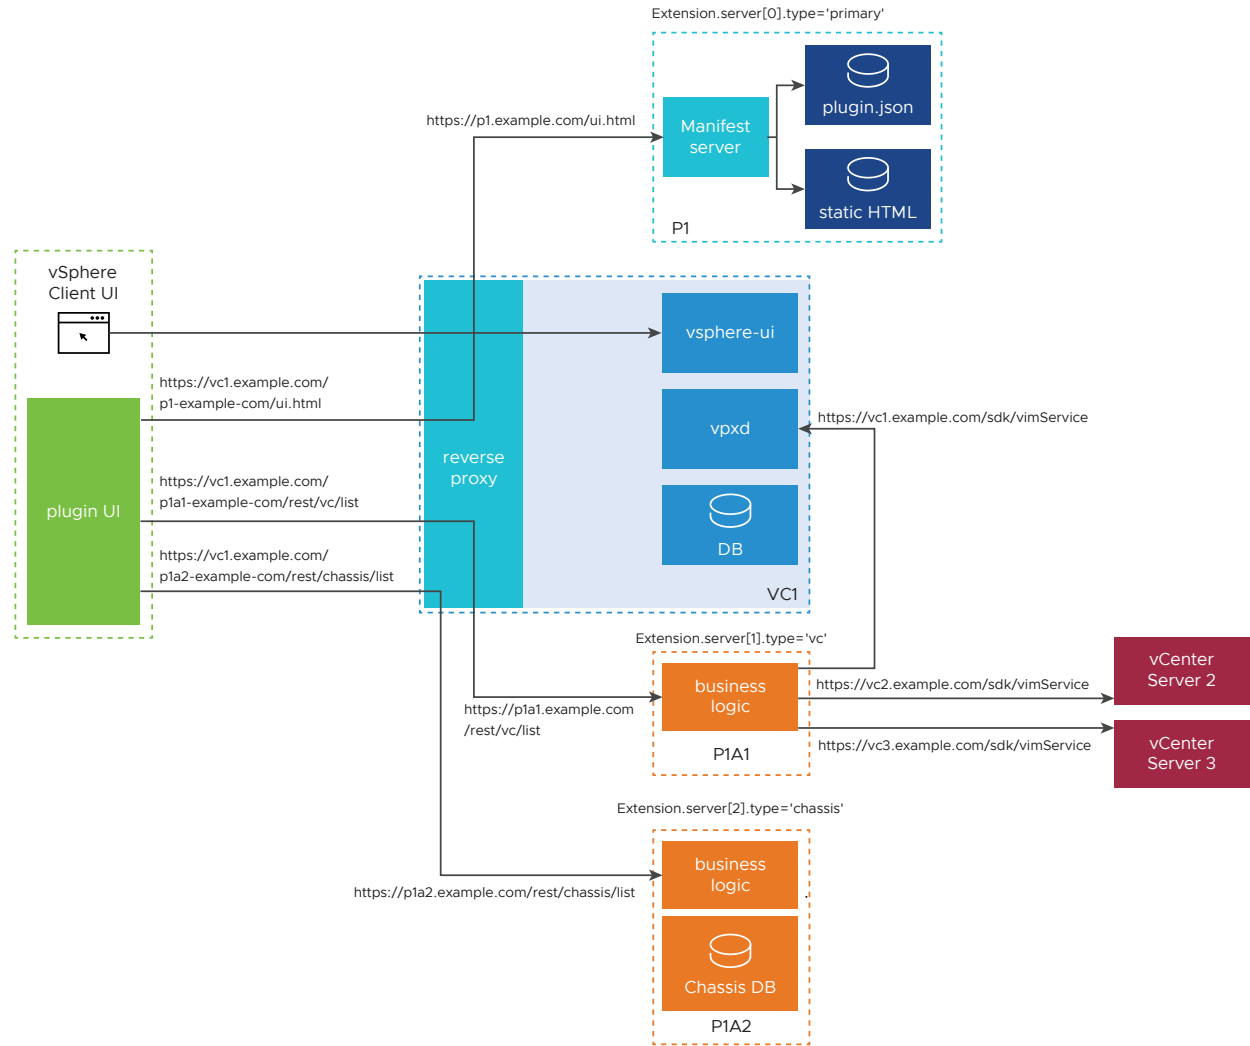 Extension.server[0].type='primary'
plugin.json
https://p1.example.com/ui.html
Manifest
server
static HTML
P1
vSphere
Client UI
vsphere-ui
https://vc1.example.com/
p1-example-com/ui.html
https://vc1.example.com/sdk/vimService
vpxd
reverse
proxy
https://vc1.example.com/
p1a1-example-com/rest/vc/list
plugin UI
DB
https://vc1.example.com/
p1a2-example-com/rest/chassis/list
VC1
Extension.server[1].type='vc'
business
logic
https://vc2.example.com/sdk/vimService
vCenter
Server 2
https://p1a1.example.com
/rest/vc/list
P1A1
https://vc3.example.com/sdk/vimService
vCenter
Server 3
Extension.server[2].type='chassis'
business
logic
https://p1a2.example.com/rest/chassis/list
.
Chassis DB
P1A2